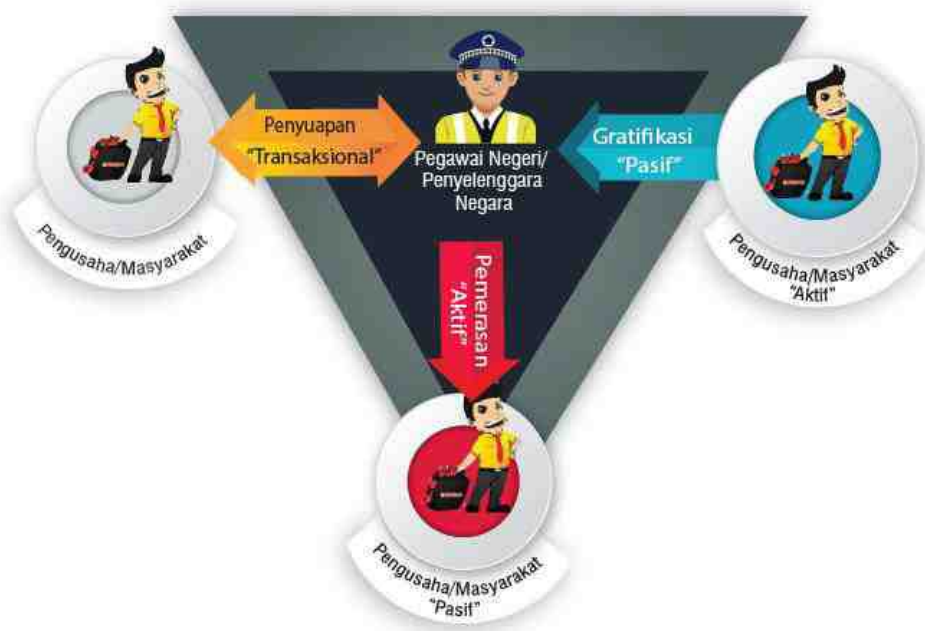 Penyuapan
"Transaksional"
Pegawai Negeri/
Penyelenggara
Negara
Gratifikasi
"Pasif"
Pengusaha/Masyarakat
Pengusaha/Masyarakat
"Aktif"
Pemerasan
"Aktif"
Pengusaha/Masyarakat
"Pasif"